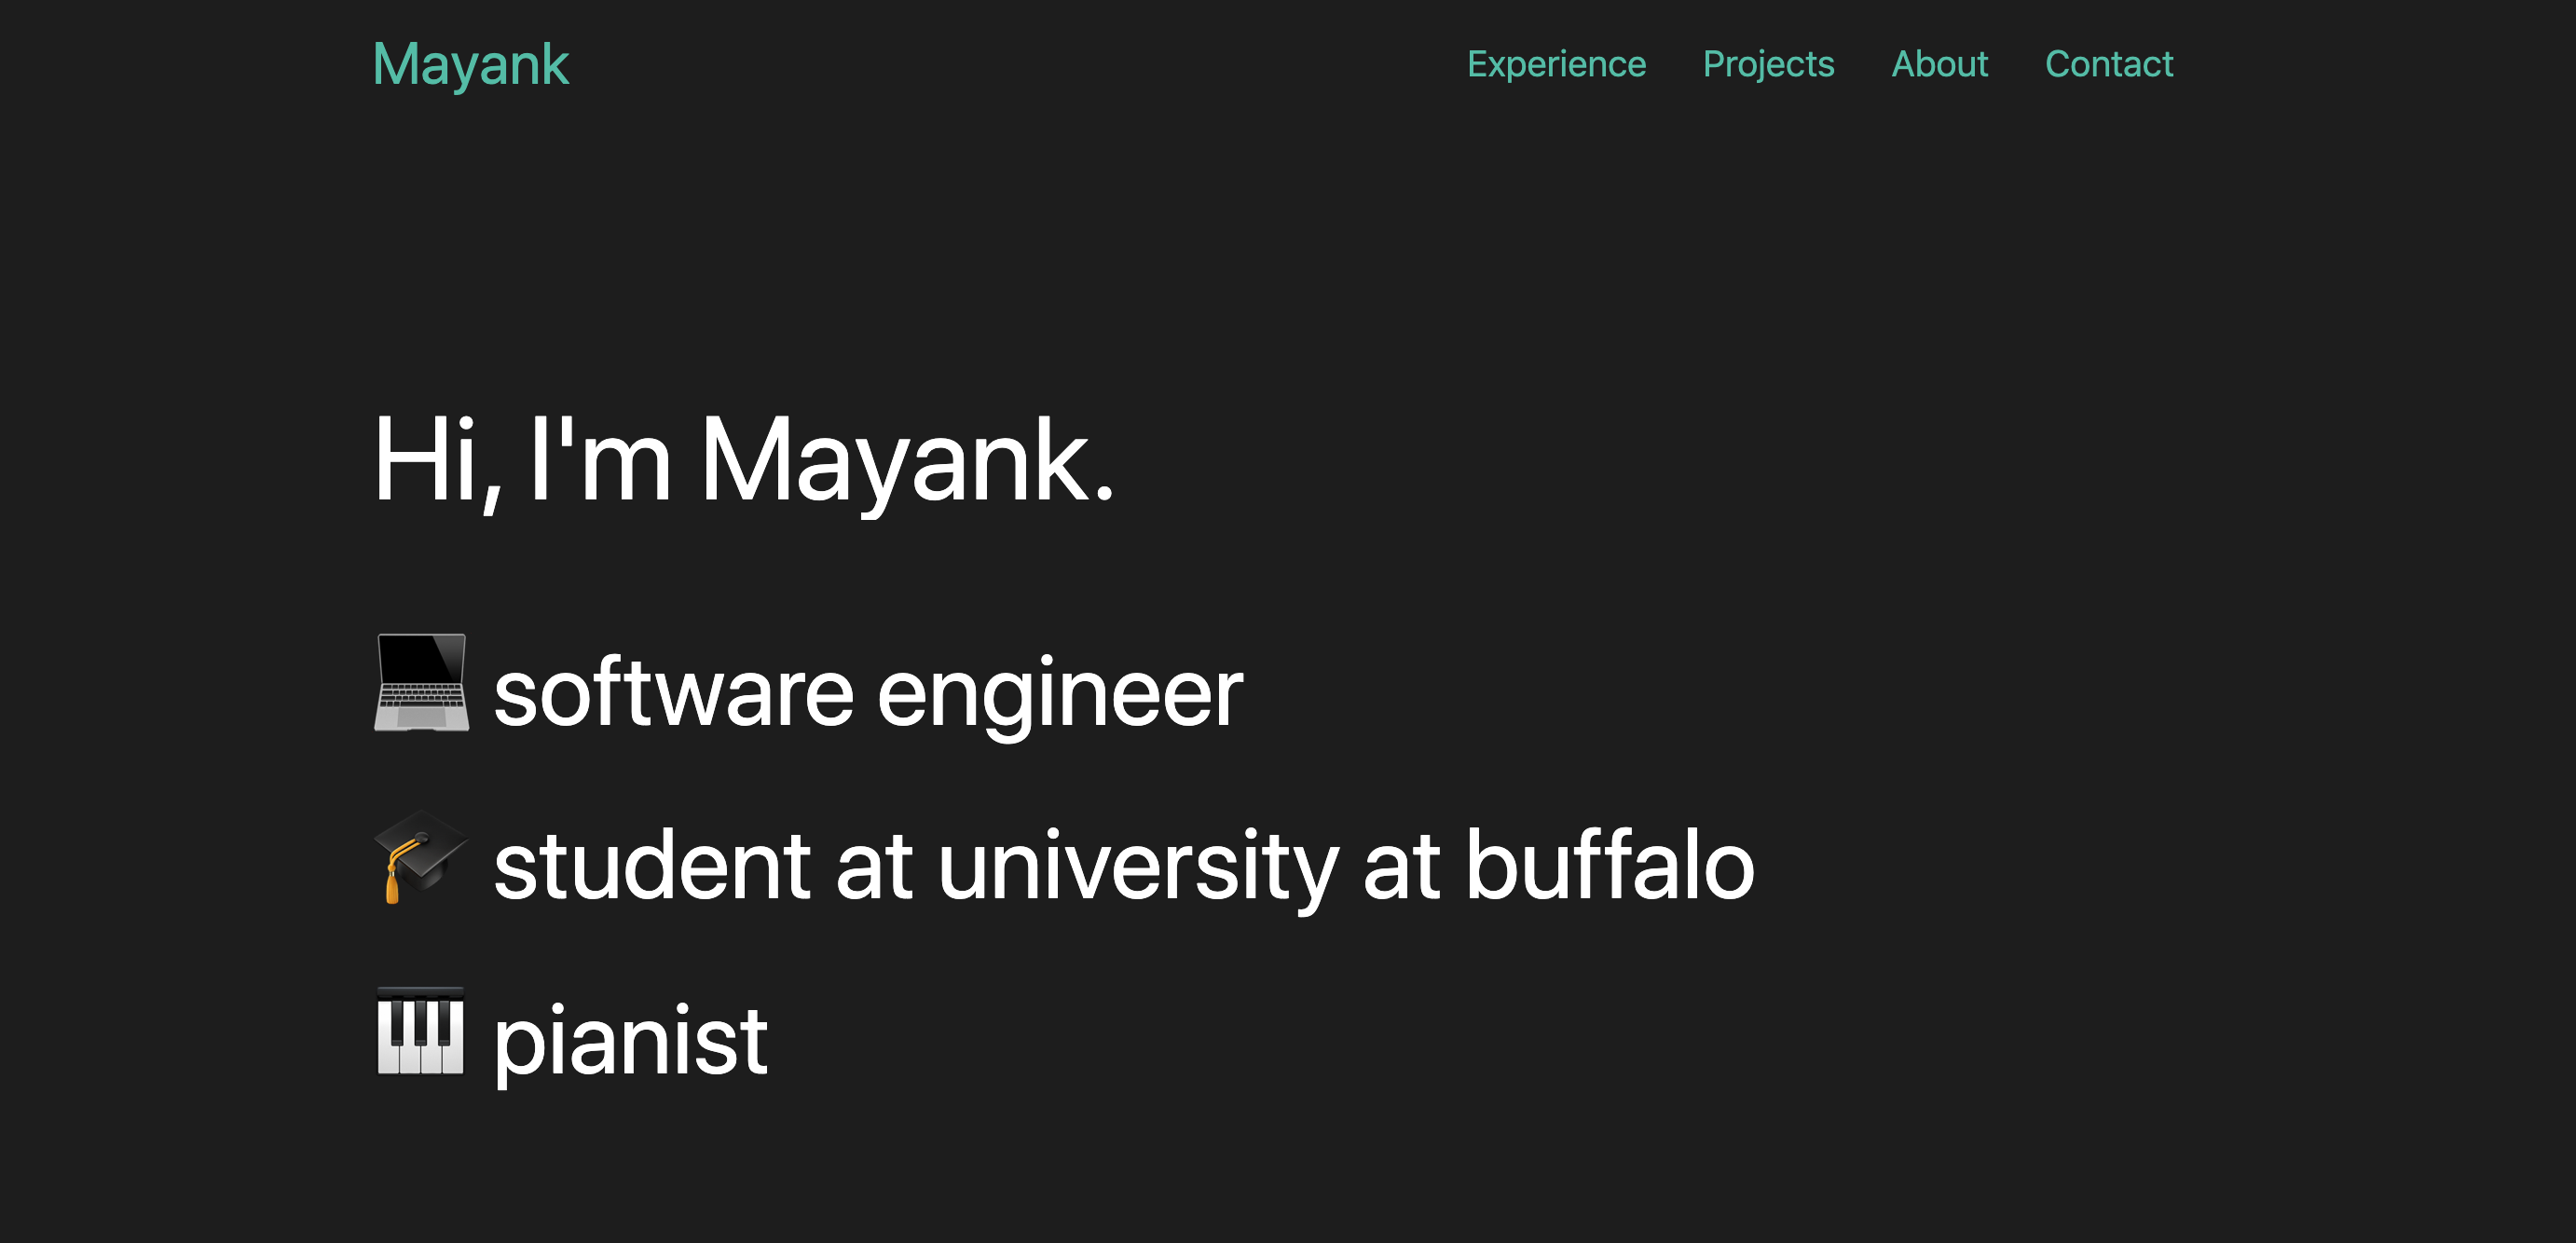 Mayank
Experience Projects About Contact
Hi, I'm Mayank.
software engineer
student at university at buffalo
pianist